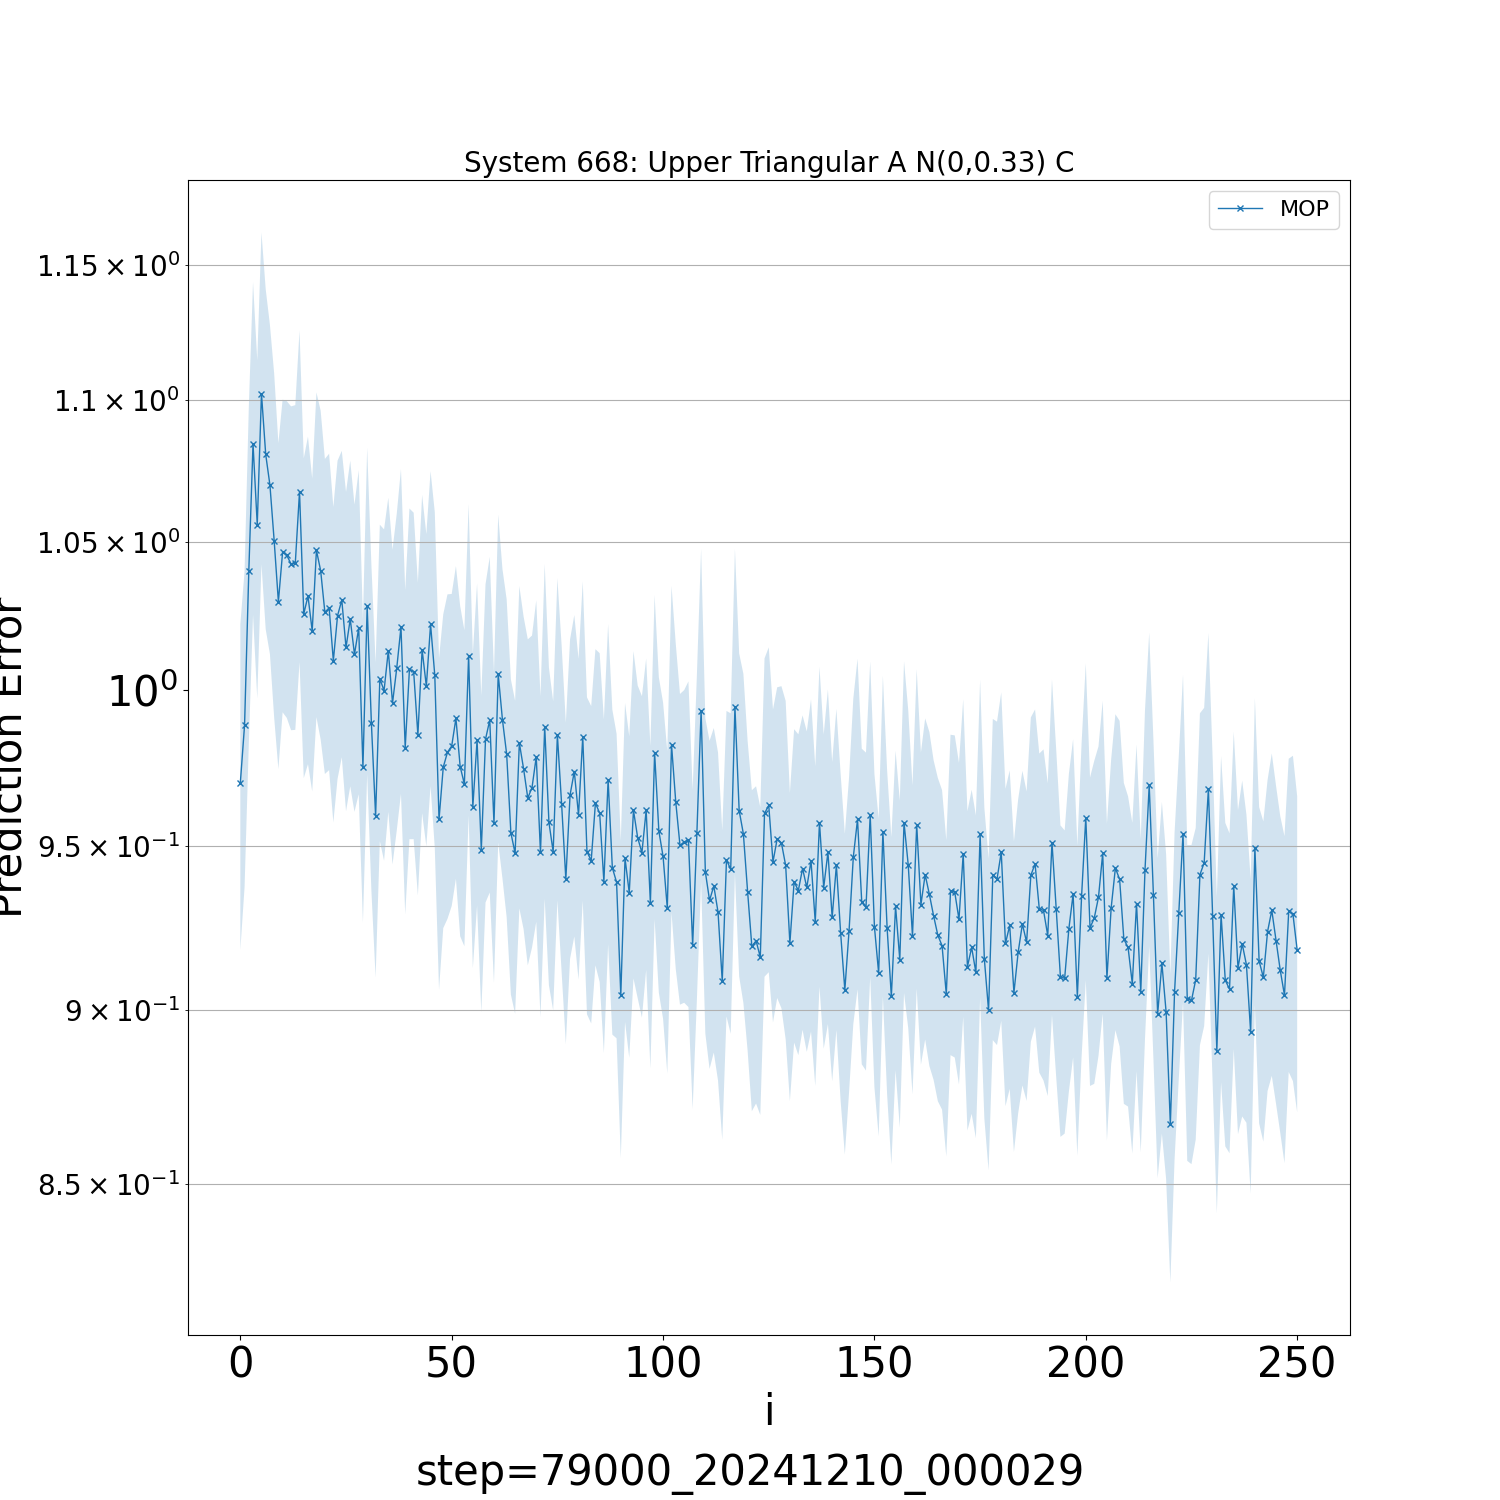 System 668: Upper Triangular A N(0,0.33) C
MOP
1.15 × 10⁰
1.1 × 10⁰
1.05 × 10⁰
10⁰
9.5 × 10⁻¹
9 × 10⁻¹
8.5 × 10⁻¹
Prediction Error
0 50 100 150 200 250
i
step=79000_20241210_000029